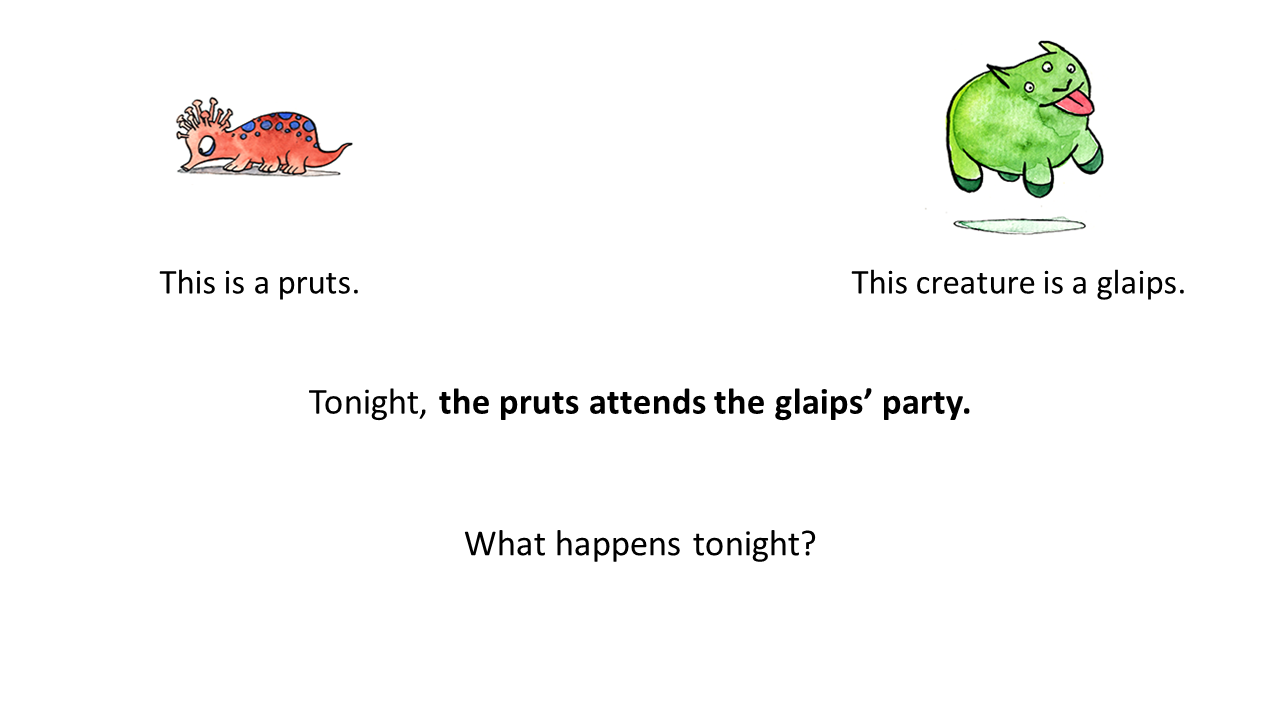 This is a pruts.
This creature is a glaips.
Tonight, the pruts attends the glaips’ party.
What happens tonight?